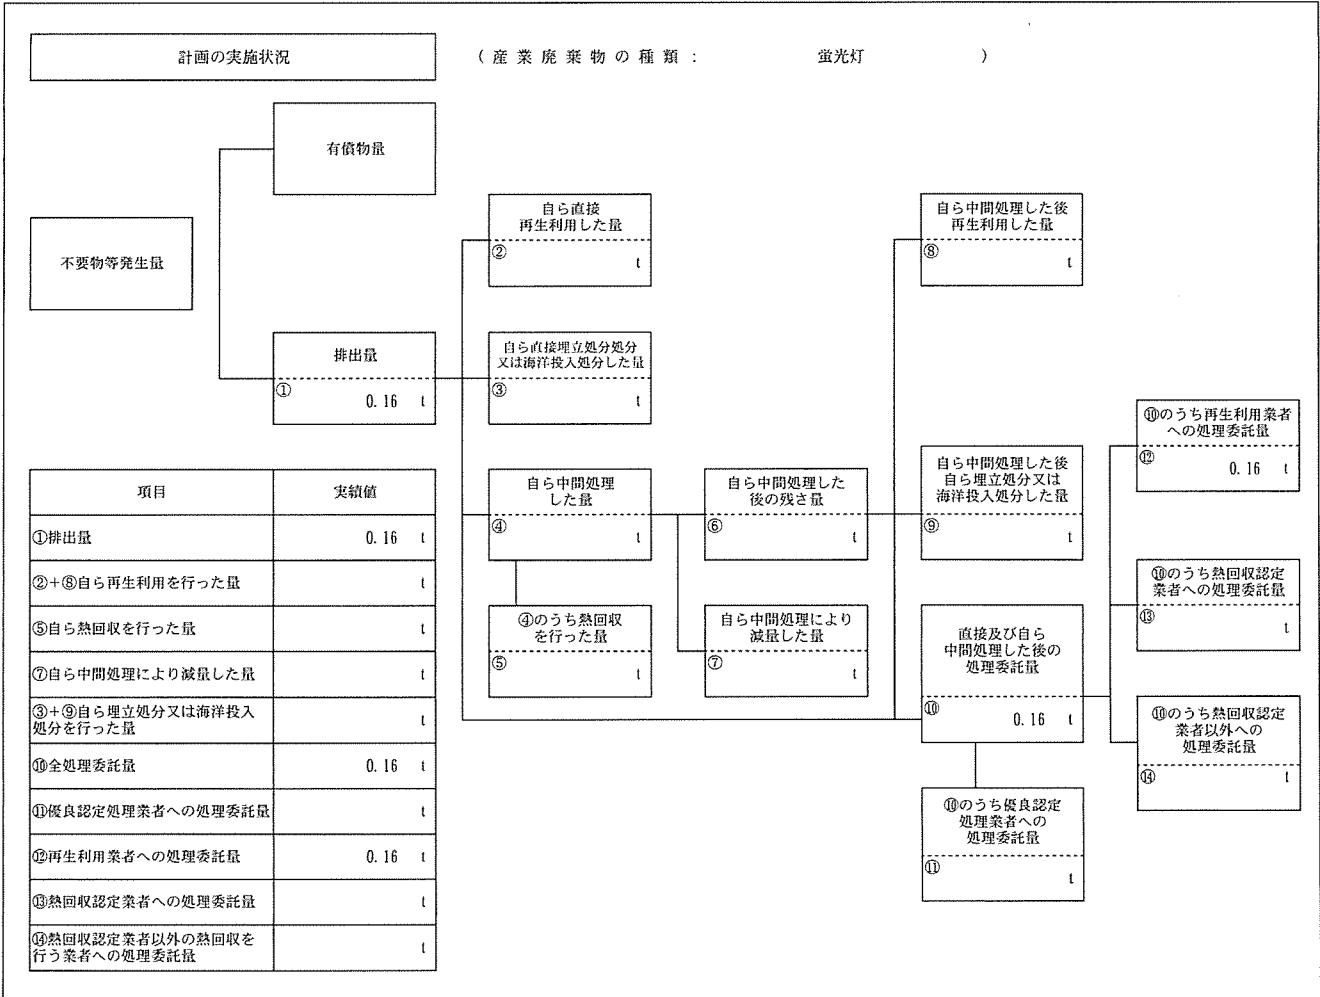 計画の実施状況
(産業廃棄物の種類： 蛍光灯 )
有償物量
不要物等発生量
排出量
① 0.16 t
自ら直接
再生利用した量
② t
自ら直接埋立処分処分
又は海洋投入処分した量
③ t
自ら中間処理
した量
④ t
④のうち熱回収
を行った量
⑤ t
自ら中間処理した
後の残さ量
⑥ t
自ら中間処理により
減量した量
⑦ t
自ら中間処理した後
再生利用した量
⑧ t
自ら中間処理した後
自ら埋立処分又は
海洋投入処分した量
⑨ t
直接及び自ら
中間処理した後の
処理委託量
⑩ 0.16 t
⑩のうち優良認定
処理業者への
処理委託量
⑪ t
⑩のうち再生利用業者
への処理委託量
⑫ 0.16 t
⑩のうち熱回収認定
業者への処理委託量
⑬ t
⑩のうち熱回収認定
業者以外への
処理委託量
⑭ t
項目 実績値
①排出量 0.16 t
②+⑧自ら再生利用を行った量 t
⑤自ら熱回収を行った量 t
⑦自ら中間処理により減量した量 t
③+⑨自ら埋立処分又は海洋投入
処分を行った量 t
⑩全処理委託量 0.16 t
⑪優良認定処理業者への処理委託量 t
⑫再生利用業者への処理委託量 0.16 t
⑬熱回収認定業者への処理委託量 t
⑭熱回収認定業者以外の熱回収を
行う業者への処理委託量 t